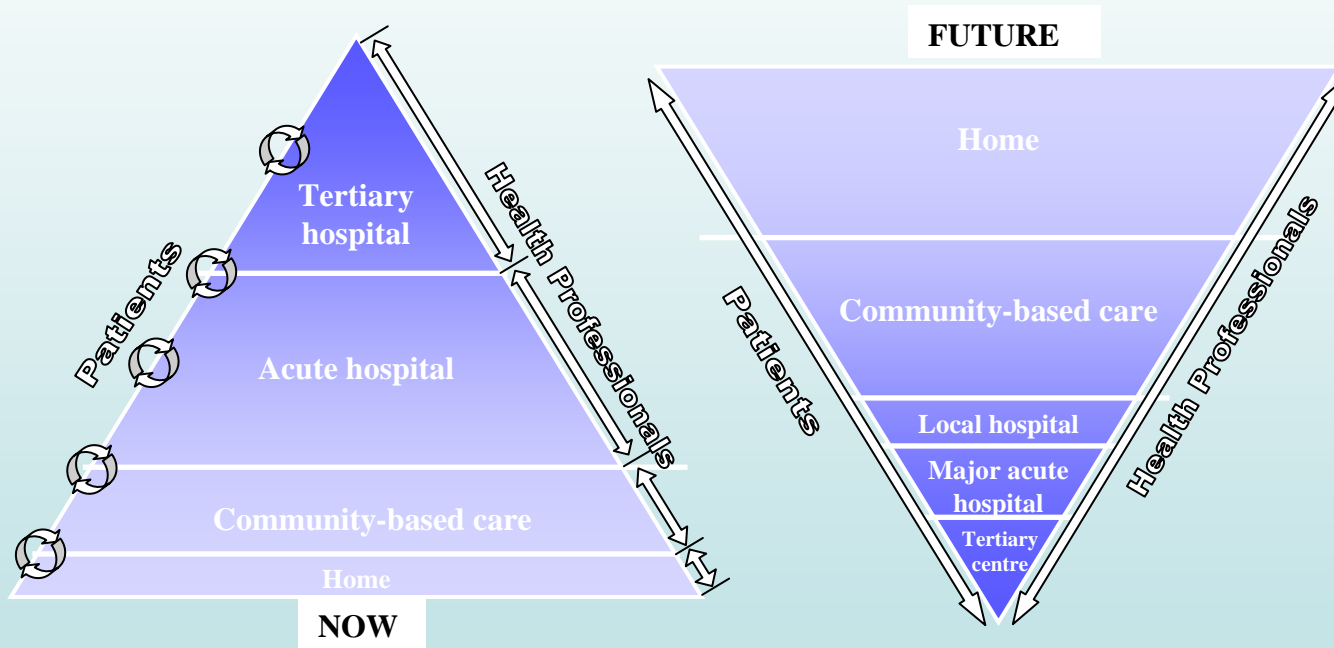 Tertiary
hospital
Acute hospital
Community-based care
Home
Patients
Health Professionals
NOW
FUTURE
Home
Community-based care
Local hospital
Major acute
hospital
Tertiary
centre
Patients
Health Professionals